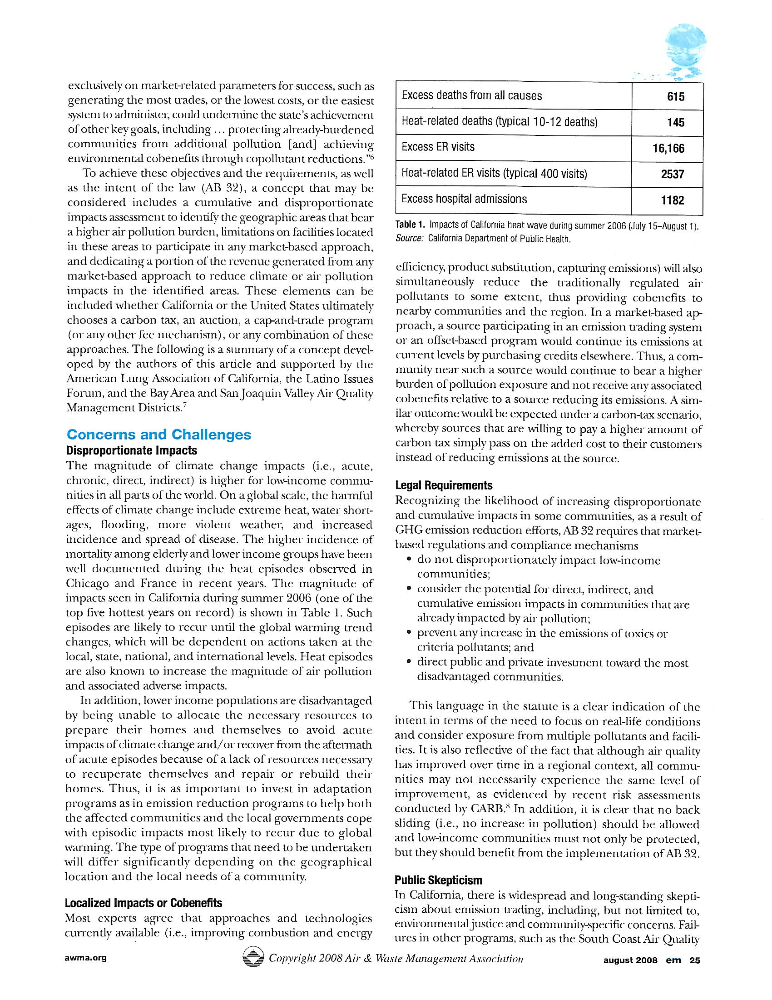 exclusively on market-related parameters for success, such as
generating the most trades, or the lowest costs, or the easiest
system to administer, could undermine the state's achievement
of other key goals, including ... protecting already-burdened
communities from additional pollution [and] achieving
environmental cobenefits through copollutant reductions."6
To achieve these objectives and the requirements, as well
as the intent of the law (AB 32), a concept that may be
considered includes a cumulative and disproportionate
impacts assessment to identify the geographic areas that bear
a higher air pollution burden, limitations on facilities located
in these areas to participate in any market-based approach,
and dedicating a portion of the revenue generated from any
market-based approach to reduce climate or air pollution
impacts in the identified areas. These elements can be
included whether California or the United States ultimately
chooses a carbon tax, an auction, a cap-and-trade program
(or any other fee mechanism), or any combination of these
approaches. The following is a summary of a concept devel-
oped by the authors of this article and supported by the
American Lung Association of California, the Latino Issues
Forum, and the Bay Area and San Joaquin Valley Air Quality
Management Districts.7
Concerns and Challenges
Disproportionate Impacts
The magnitude of climate change impacts (i.e., acute,
chronic, direct, indirect) is higher for low-income commu-
nities in all parts of the world. On a global scale, the harmful
effects of climate change include extreme heat, water short-
ages, flooding, more violent weather, and increased
incidence and spread of disease. The higher incidence of
mortality among elderly and lower income groups have been
well documented during the heat episodes observed in
Chicago and France in recent years. The magnitude of
impacts seen in California during summer 2006 (one of the
top five hottest years on record) is shown in Table 1. Such
episodes are likely to recur until the global warming trend
changes, which will be dependent on actions taken at the
local, state, national, and international levels. Heat episodes
are also known to increase the magnitude of air pollution
and associated adverse impacts.
In addition, lower income populations are disadvantaged
by being unable to allocate the necessary resources to
prepare their homes and themselves to avoid acute
impacts of climate change and/or recover from the aftermath
of acute episodes because of a lack of resources necessary
to recuperate themselves and repair or rebuild their
homes. Thus, it is as important to invest in adaptation
programs as in emission reduction programs to help both
the affected communities and the local governments cope
with episodic impacts most likely to recur due to global
warming. The type of programs that need to be undertaken
will differ significantly depending on the geographical
location and the local needs of a community.
Localized Impacts or Cobenefits
Most experts agree that approaches and technologies
currently available (i.e., improving combustion and energy
Excess deaths from all causes 615
Heat-related deaths (typical 10-12 deaths) 145
Excess ER visits 16,166
Heat-related ER visits (typical 400 visits) 2537
Excess hospital admissions 1182
Table 1. Impacts of California heat wave during summer 2006 (July 15–August 1).
Source: California Department of Public Health.
efficiency, product substitution, capturing emissions) will also
simultaneously reduce the traditionally regulated air
pollutants to some extent, thus providing cobenefits to
nearby communities and the region. In a market-based ap-
proach, a source participating in an emission trading system
or an offset-based program would continue its emissions at
current levels by purchasing credits elsewhere. Thus, a com-
munity near such a source would continue to bear a higher
burden of pollution exposure and not receive any associated
cobenefits relative to a source reducing its emissions. A sim-
ilar outcome would be expected under a carbon-tax scenario,
whereby sources that are willing to pay a higher amount of
carbon tax simply pass on the added cost to their customers
instead of reducing emissions at the source.
Legal Requirements
Recognizing the likelihood of increasing disproportionate
and cumulative impacts in some communities, as a result of
GHG emission reduction efforts, AB 32 requires that market-
based regulations and compliance mechanisms
• do not disproportionately impact low-income
communities;
• consider the potential for direct, indirect, and
cumulative emission impacts in communities that are
already impacted by air pollution;
• prevent any increase in the emissions of toxics or
criteria pollutants; and
• direct public and private investment toward the most
disadvantaged communities.
This language in the statute is a clear indication of the
intent in terms of the need to focus on real-life conditions
and consider exposure from multiple pollutants and facili-
ties. It is also reflective of the fact that although air quality
has improved over time in a regional context, all commu-
nities may not necessarily experience the same level of
improvement, as evidenced by recent risk assessments
conducted by CARB.8 In addition, it is clear that no back
sliding (i.e., no increase in pollution) should be allowed
and low-income communities must not only be protected,
but they should benefit from the implementation of AB 32.
Public Skepticism
In California, there is widespread and long-standing skepti-
cism about emission trading, including, but not limited to,
environmental justice and community-specific concerns. Fail-
ures in other programs, such as the South Coast Air Quality
awma.org Copyright 2008 Air & Waste Management Association august 2008 em 25